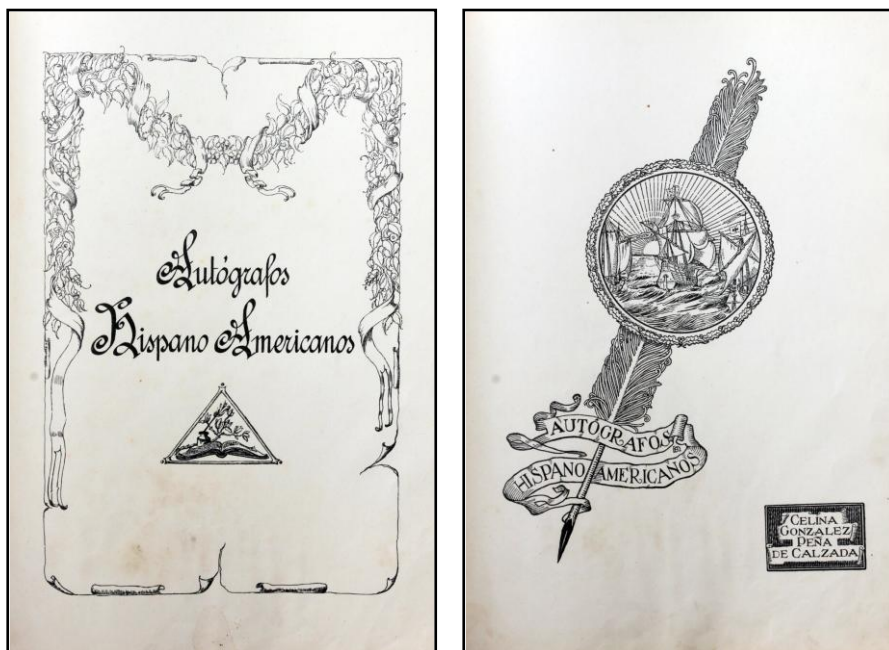 Autógrafos
Hispano Americanos
AUTÓGRAFOS
HISPANO AMERICANOS
CELINA
GONZALEZ
PEÑA
DE CALZADA